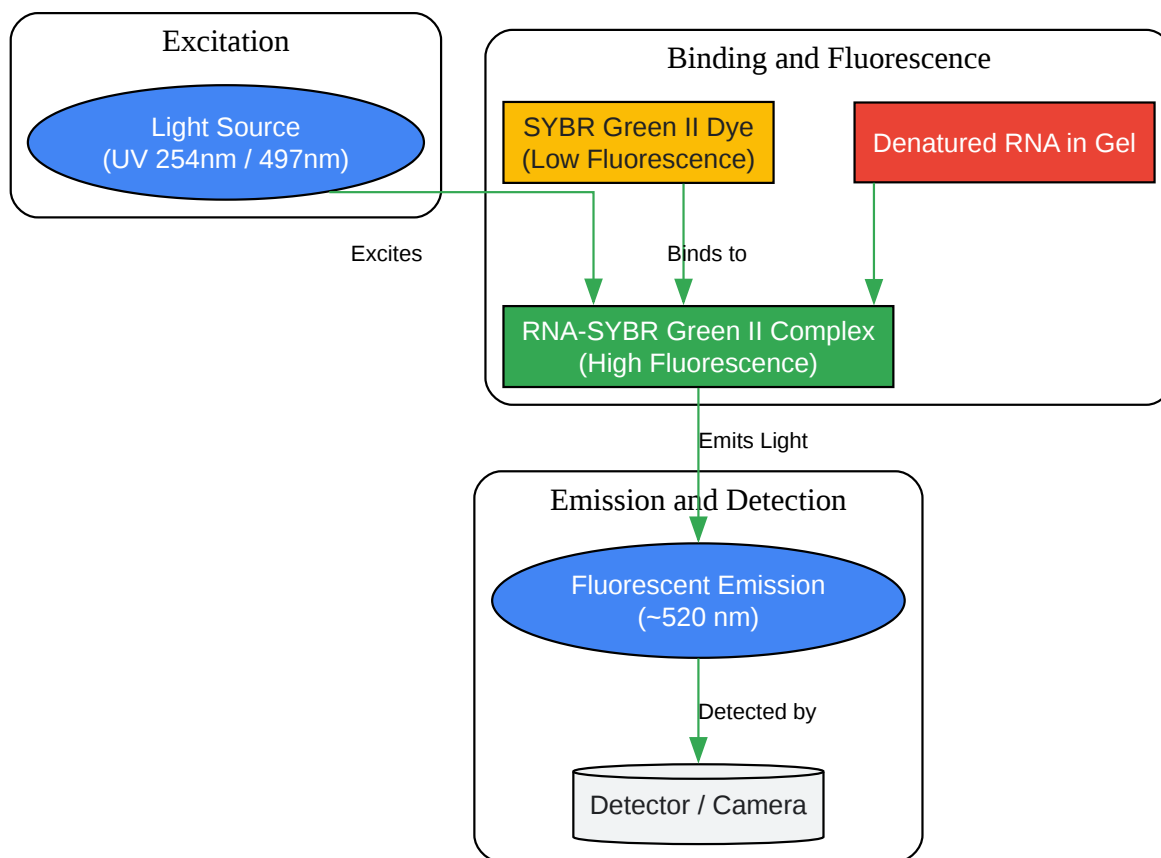 Excitation
Light Source
(UV 254nm / 497nm)
Binding and Fluorescence
SYBR Green II Dye
(Low Fluorescence)
Denatured RNA in Gel
Excites
Binds to
RNA-SYBR Green II Complex
(High Fluorescence)
Emits Light
Emission and Detection
Fluorescent Emission
(~520 nm)
Detected by
Detector / Camera